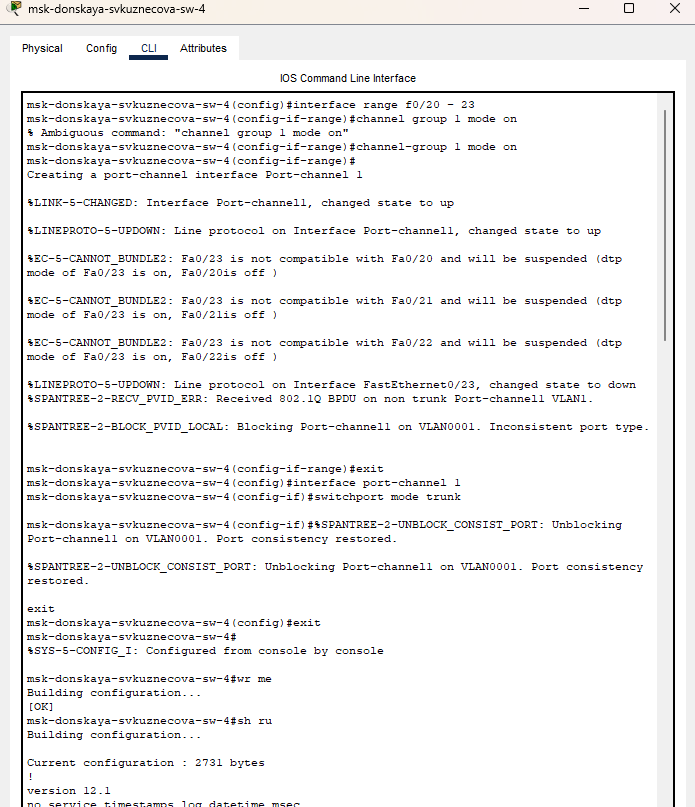 msk-donskaya-svkuznecova-sw-4
Physical Config CLI Attributes
IOS Command Line Interface
msk-donskaya-svkuznecova-sw-4(config)#interface range f0/20 - 23
msk-donskaya-svkuznecova-sw-4(config-if-range)#channel group 1 mode on
% Ambiguous command: "channel group 1 mode on"
msk-donskaya-svkuznecova-sw-4(config-if-range)#channel-group 1 mode on
msk-donskaya-svkuznecova-sw-4(config-if-range)#
Creating a port-channel interface Port-channel 1
%LINK-5-CHANGED: Interface Port-channel1, changed state to up
%LINEPROTO-5-UPDOWN: Line protocol on Interface Port-channel1, changed state to up
%EC-5-CANNOT_BUNDLE2: Fa0/23 is not compatible with Fa0/20 and will be suspended (dtp
mode of Fa0/23 is on, Fa0/20is off )
%EC-5-CANNOT_BUNDLE2: Fa0/23 is not compatible with Fa0/21 and will be suspended (dtp
mode of Fa0/23 is on, Fa0/21is off )
%EC-5-CANNOT_BUNDLE2: Fa0/23 is not compatible with Fa0/22 and will be suspended (dtp
mode of Fa0/23 is on, Fa0/22is off )
%LINEPROTO-5-UPDOWN: Line protocol on Interface FastEthernet0/23, changed state to down
%SPANTREE-2-RECV_PVID_ERR: Received 802.1Q BPDU on non trunk Port-channel1 VLAN1.
%SPANTREE-2-BLOCK_PVID_LOCAL: Blocking Port-channel1 on VLAN0001. Inconsistent port type.
msk-donskaya-svkuznecova-sw-4(config-if-range)#exit
msk-donskaya-svkuznecova-sw-4(config)#interface port-channel 1
msk-donskaya-svkuznecova-sw-4(config-if)#switchport mode trunk
msk-donskaya-svkuznecova-sw-4(config-if)#%SPANTREE-2-UNBLOCK_CONSIST_PORT: Unblocking
Port-channel1 on VLAN0001. Port consistency restored.
%SPANTREE-2-UNBLOCK_CONSIST_PORT: Unblocking Port-channel1 on VLAN0001. Port consistency
restored.
exit
msk-donskaya-svkuznecova-sw-4(config)#exit
msk-donskaya-svkuznecova-sw-4#
%SYS-5-CONFIG_I: Configured from console by console
msk-donskaya-svkuznecova-sw-4#wr me
Building configuration...
[OK]
msk-donskaya-svkuznecova-sw-4#sh ru
Building configuration...
Current configuration : 2731 bytes
!
version 12.1
no service timestamps log datetime msec